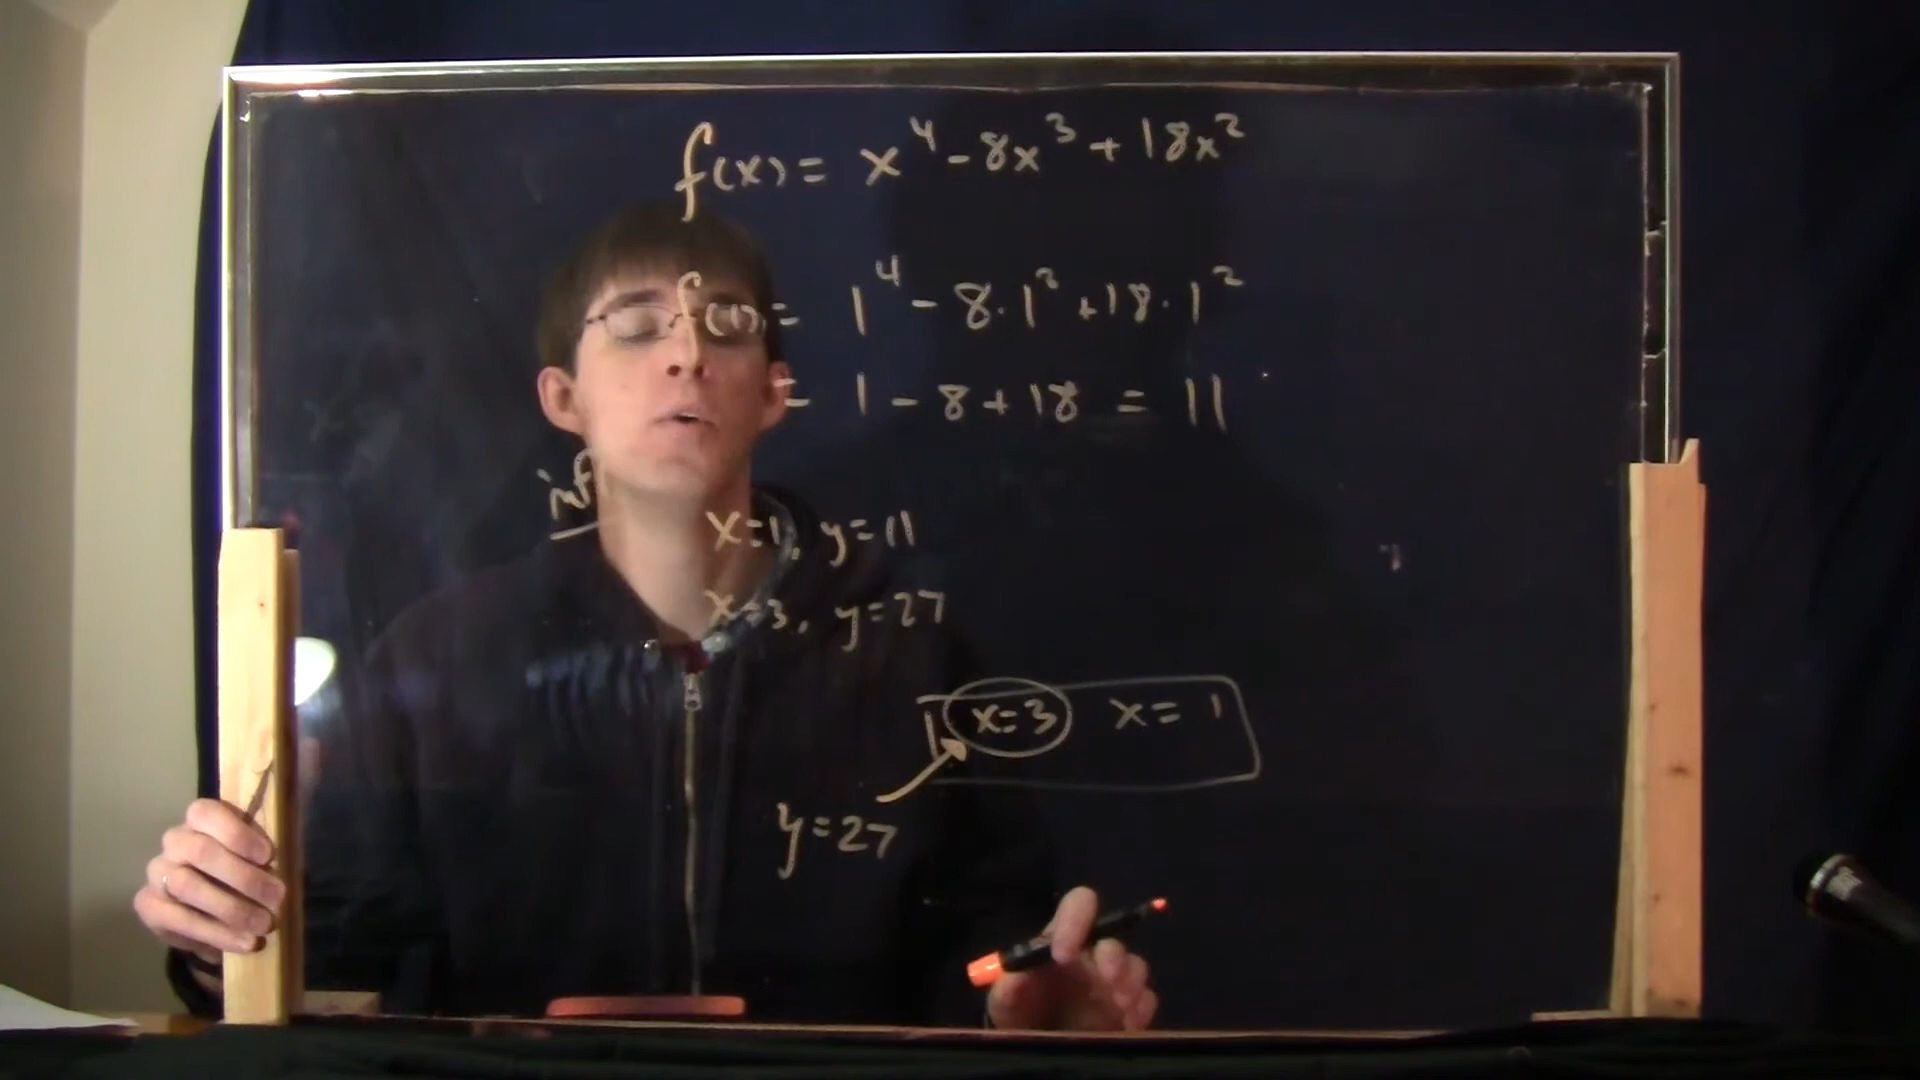 f(x) = x⁴ - 8x³ + 18x²
f(1) = 1⁴ - 8·1³ + 18·1²
= 1 - 8 + 18 = 11
inf
x=1, y=11
x=3, y=27
x=3 x=1
y=27